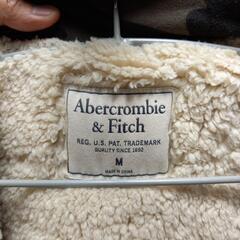 Abercrombie
& Fitch
REG. U.S. PAT. TRADEMARK
QUALITY SINCE 1892
M
MADE IN CHINA